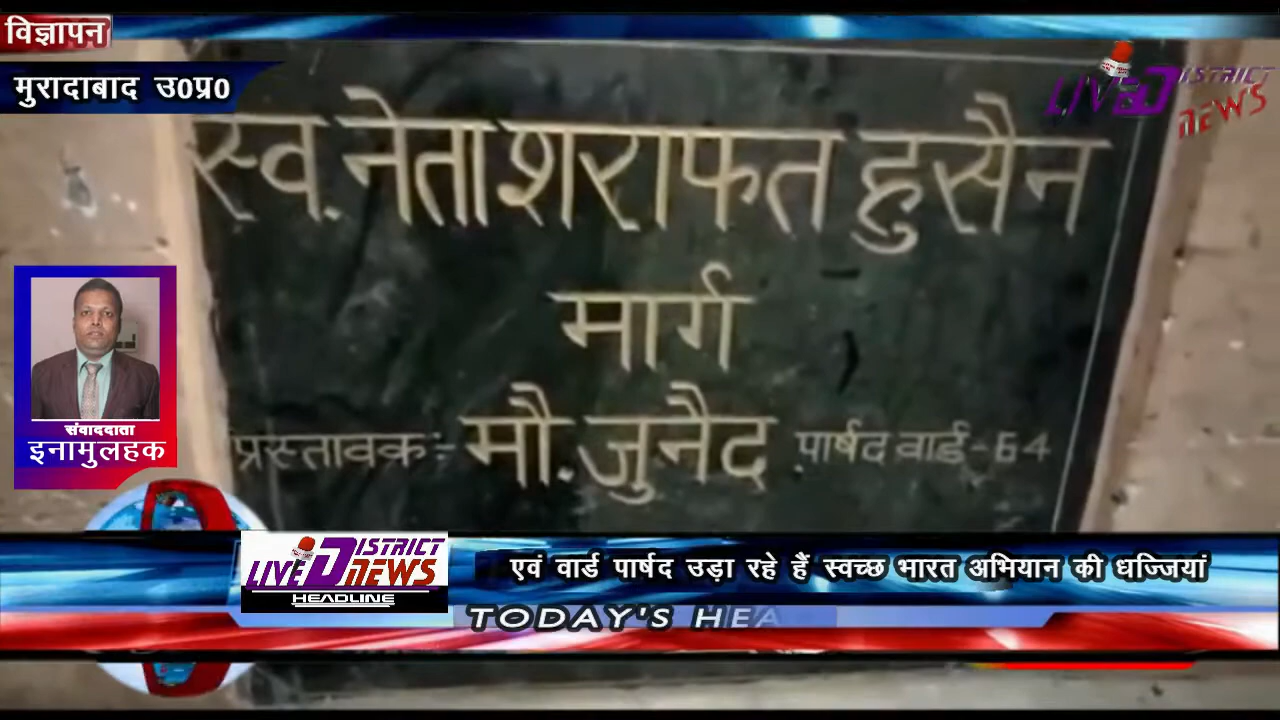 विज्ञापन
मुरादाबाद उ0प्र0
LIVE DISTRICT NEWS
स्व. नेता शराफत हुसैन
मार्ग
प्रस्तावक:- मौ. जुनैद पार्षद वार्ड-64
संवाददाता
इनामुलहक
LIVE DISTRICT NEWS
HEADLINE
एवं वार्ड पार्षद उड़ा रहे हैं स्वच्छ भारत अभियान की धज्जियां
TODAY'S HEA